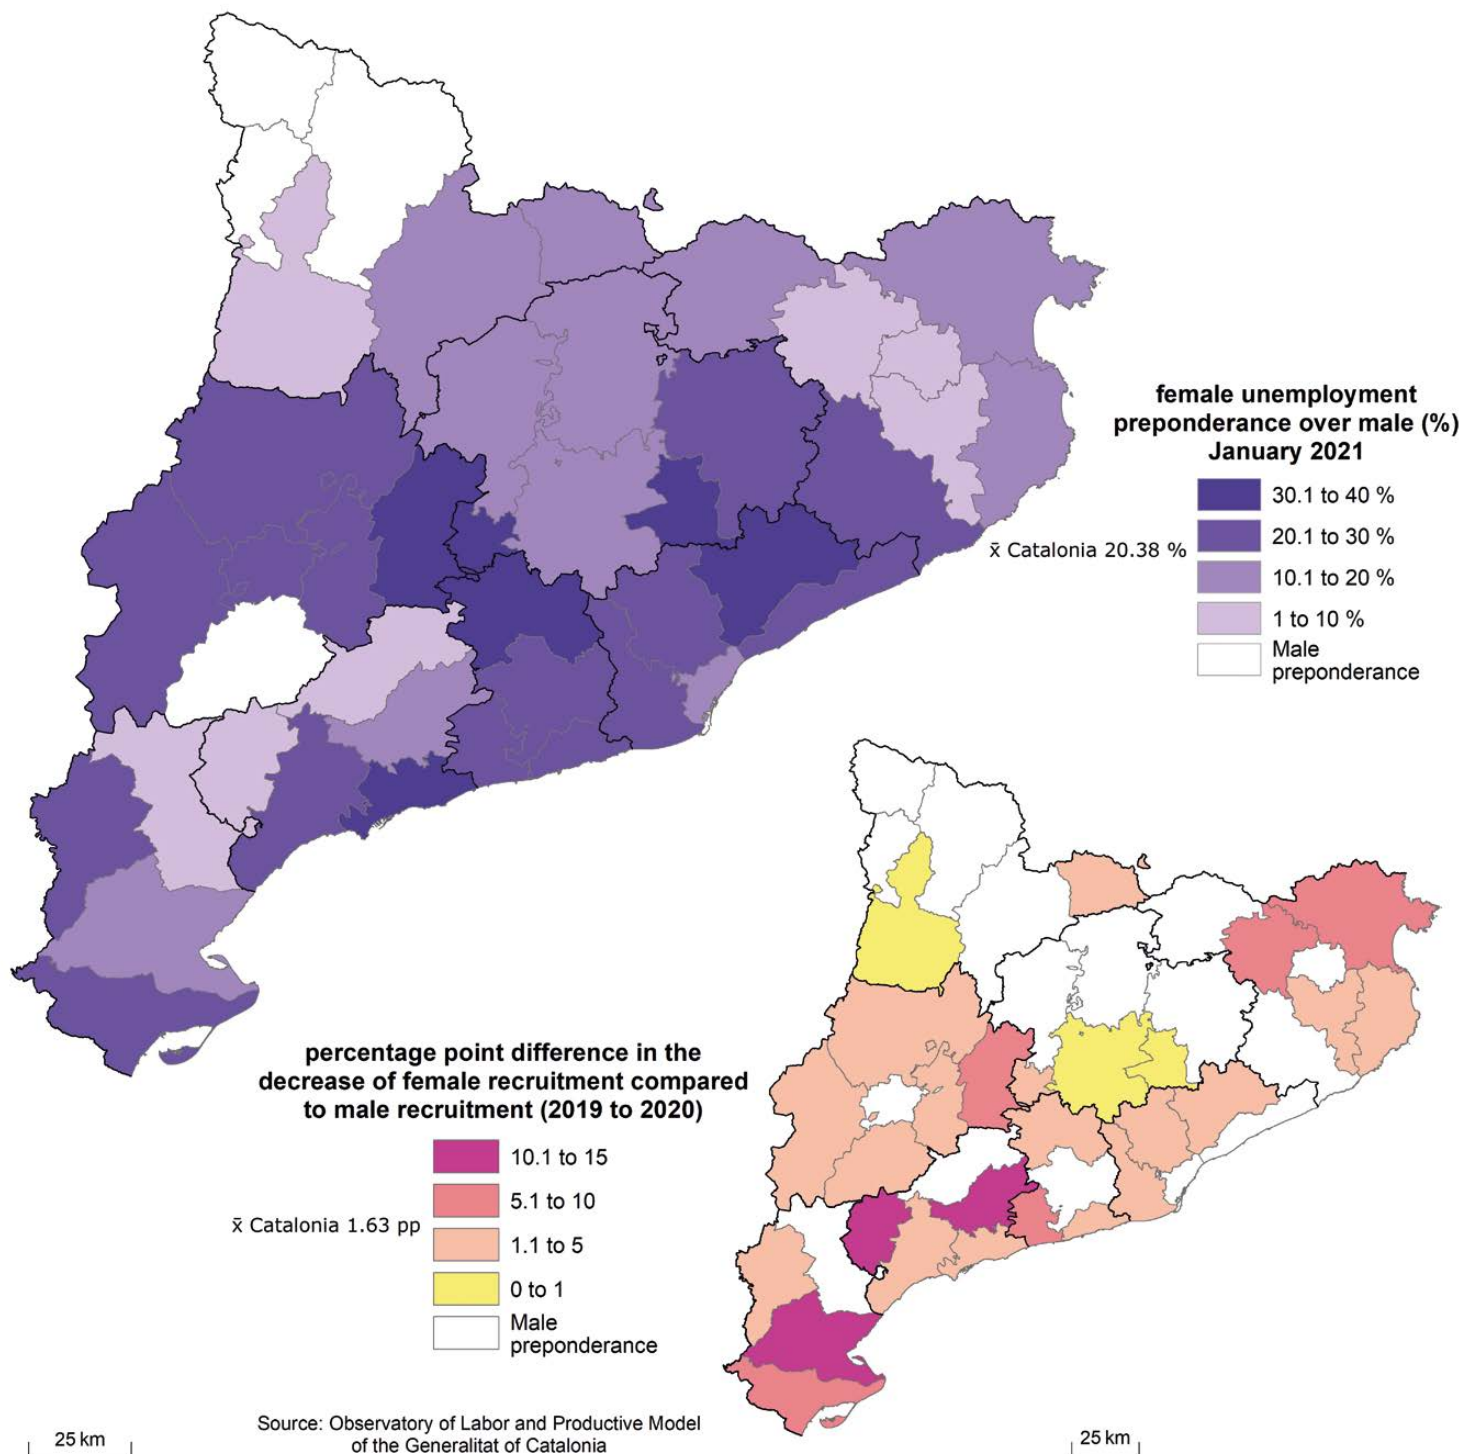 female unemployment
preponderance over male (%)
January 2021
30.1 to 40 %
20.1 to 30 %
x̄ Catalonia 20.38 %
10.1 to 20 %
1 to 10 %
Male
preponderance
percentage point difference in the
decrease of female recruitment compared
to male recruitment (2019 to 2020)
10.1 to 15
5.1 to 10
x̄ Catalonia 1.63 pp
1.1 to 5
0 to 1
Male
preponderance
Source: Observatory of Labor and Productive Model
of the Generalitat of Catalonia
25 km
25 km